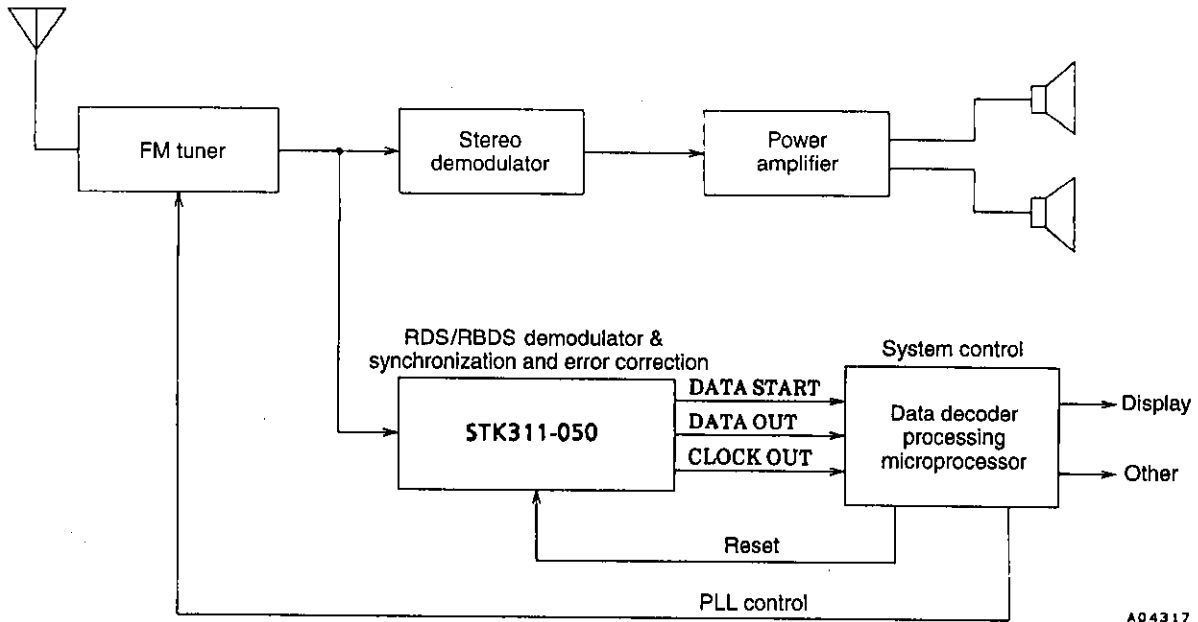 FM tuner
Stereo
demodulator
Power
amplifier
RDS/RBDS demodulator &
synchronization and error correction
STK311-050
DATA START
DATA OUT
CLOCK OUT
System control
Data decoder
processing
microprocessor
Display
Other
Reset
PLL control
A04317